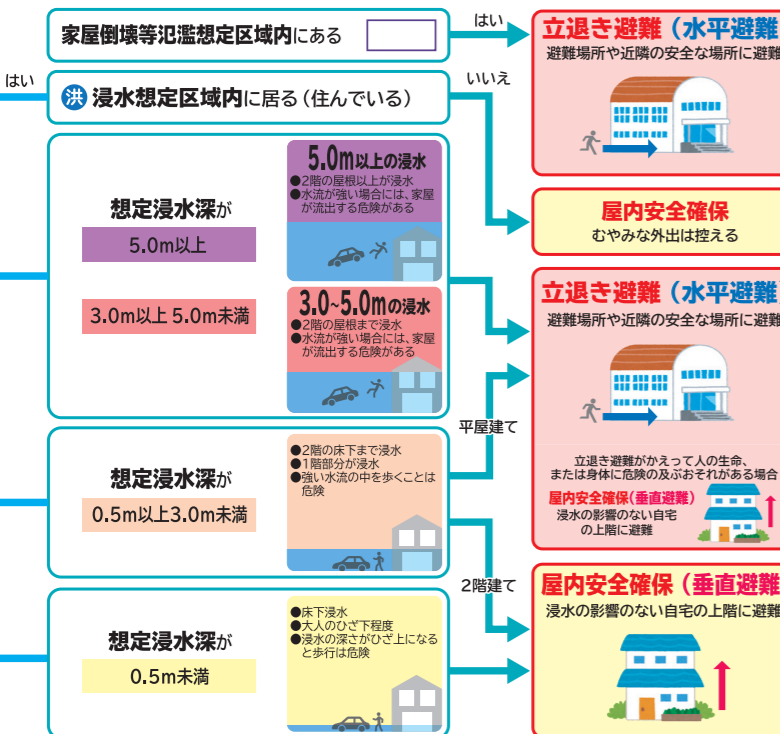 家屋倒壊等氾濫想定区域内にある
はい
立退き避難（水平避難
避難場所や近隣の安全な場所に避難
はい
洪 浸水想定区域内に居る（住んでいる）
いいえ
屋内安全確保
むやみな外出は控える
想定浸水深が
5.0m以上
3.0m以上 5.0m未満
5.0m以上の浸水
●2階の屋根以上が浸水
●水流が強い場合には、家屋
が流出する危険がある
3.0~5.0mの浸水
●2階の屋根まで浸水
●水流が強い場合には、家屋
が流出する危険がある
立退き避難（水平避難
避難場所や近隣の安全な場所に避難
立退き避難がかえって人の生命、
または身体に危険の及ぶおそれがある場合
屋内安全確保（垂直避難）
浸水の影響のない自宅
の上階に避難
平屋建て
想定浸水深が
0.5m以上3.0m未満
●2階の床下まで浸水
●1階部分が浸水
●強い水流の中を歩くことは
危険
2階建て
屋内安全確保（垂直避難
浸水の影響のない自宅の上階に避難
想定浸水深が
0.5m未満
●床下浸水
●大人のひざ下程度
●浸水の深さがひざ上になる
と歩行は危険